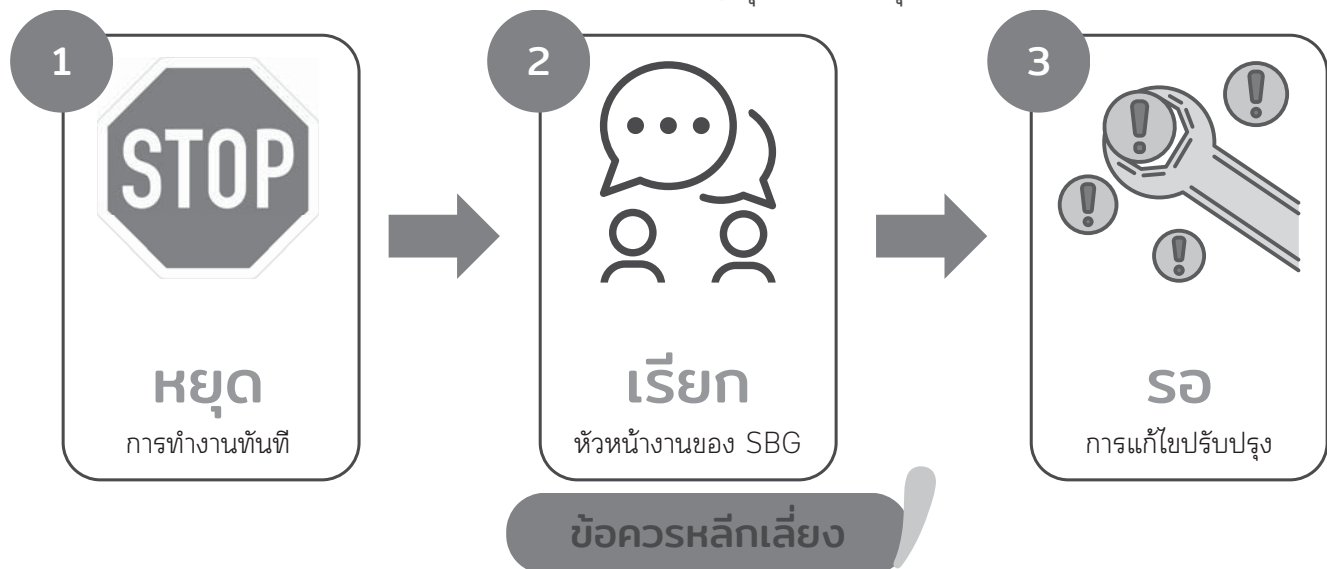 1
STOP
หยุด
การทำงานทันที
2
เรียก
หัวหน้างานของ SBG
3
รอ
การแก้ไขปรับปรุง
ข้อควรหลีกเลี่ยง